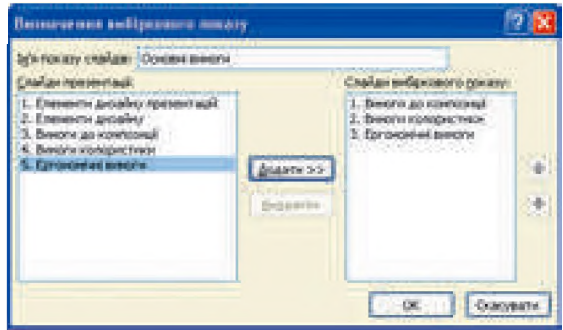 Визначення вибіркового показу
Ім'я показу слайдів: Основні вимоги
Слайди презентації:
1. Елементи дизайну презентацій
2. Елементи дизайну
3. Вимоги до композиції
4. Вимоги колористики
5. Ергономічні вимоги
Додати >>
Видалити
Слайди вибіркового показу:
1. Вимоги до композиції
2. Вимоги колористики
3. Ергономічні вимоги
ОК
Скасувати